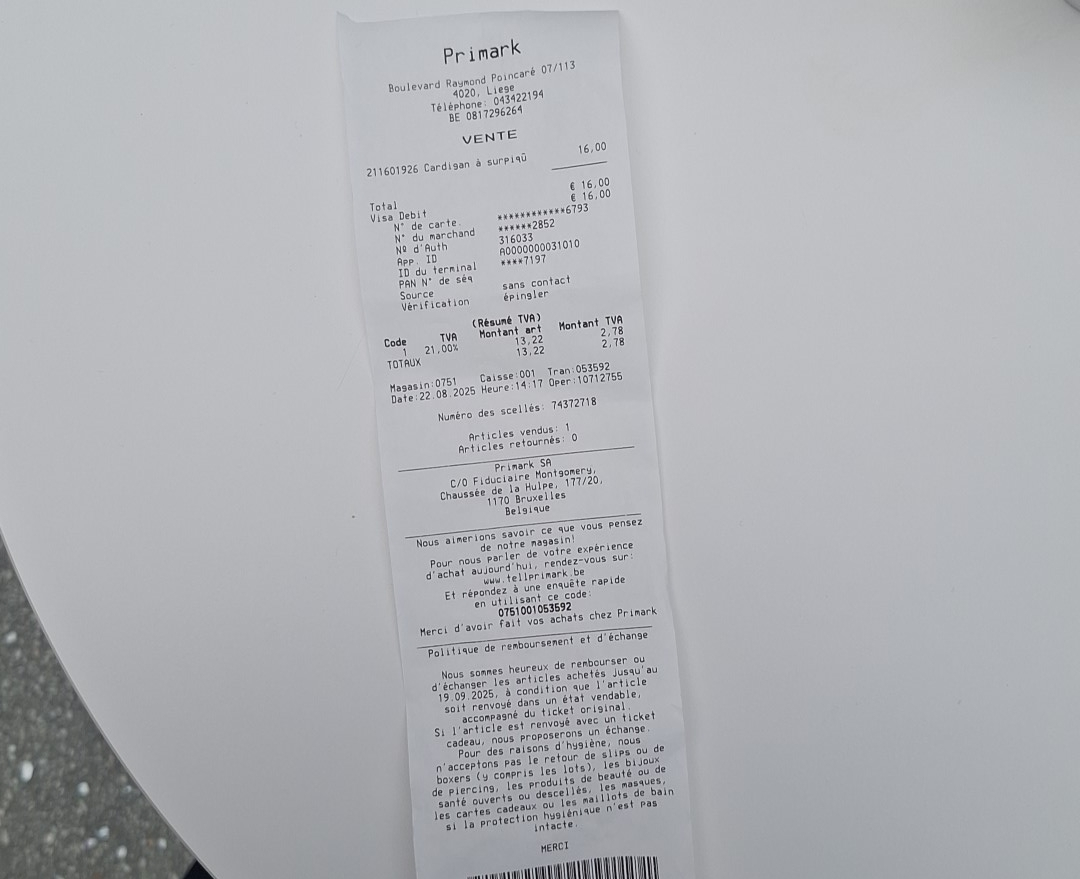 Primark
Boulevard Raymond Poincaré 07/113
4020, Liege
Téléphone: 043422194
BE 0817296264
VENTE
211601926 Cardigan à surpiqû 16,00
Total € 16,00
Visa Debit € 16,00
N° de carte ************6793
N° du marchand ******2852
Nº d'Auth 316033
App. ID A0000000031010
ID du terminal ****7197
PAN N° de séq
Source sans contact
Vérification épingler
(Résumé TVA)
Code TVA Montant art Montant TVA
1 21,00% 13,22 2,78
TOTAUX 13,22 2,78
Magasin:0751 Caisse:001 Tran:053592
Date:22.08.2025 Heure:14:17 Oper:10712755
Numéro des scellés: 74372718
Articles vendus: 1
Articles retournés: 0
Primark SA
C/O Fiduciaire Montgomery,
Chaussée de la Hulpe, 177/20,
1170 Bruxelles
Belgique
Nous aimerions savoir ce que vous pensez
de notre magasin!
Pour nous parler de votre expérience
d'achat aujourd'hui, rendez-vous sur:
www.tellprimark.be
Et répondez à une enquête rapide
en utilisant ce code:
0751001053592
Merci d'avoir fait vos achats chez Primark
Politique de remboursement et d'échange
Nous sommes heureux de rembourser ou
d'échanger les articles achetés jusqu'au
19.09.2025, à condition que l'article
soit renvoyé dans un état vendable,
accompagné du ticket original.
Si l'article est renvoyé avec un ticket
cadeau, nous proposerons un échange.
Pour des raisons d'hygiène, nous
n'acceptons pas le retour de slips ou de
boxers (y compris les lots), les bijoux
de piercing, les produits de beauté ou de
santé ouverts ou descellés, les masques,
les cartes cadeaux ou les maillots de bain
si la protection hygiénique n'est pas
intacte.
MERCI